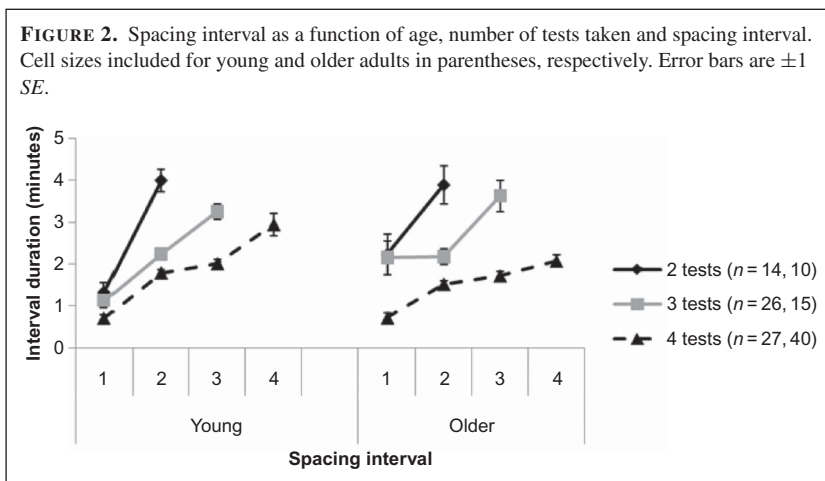 FIGURE 2. Spacing interval as a function of age, number of tests taken and spacing interval.
Cell sizes included for young and older adults in parentheses, respectively. Error bars are ±1
SE.
Interval duration (minutes)
5
4
3
2
1
0
1 2 3 4 1 2 3 4
Young Older
Spacing interval
2 tests (n = 14, 10)
3 tests (n = 26, 15)
4 tests (n = 27, 40)